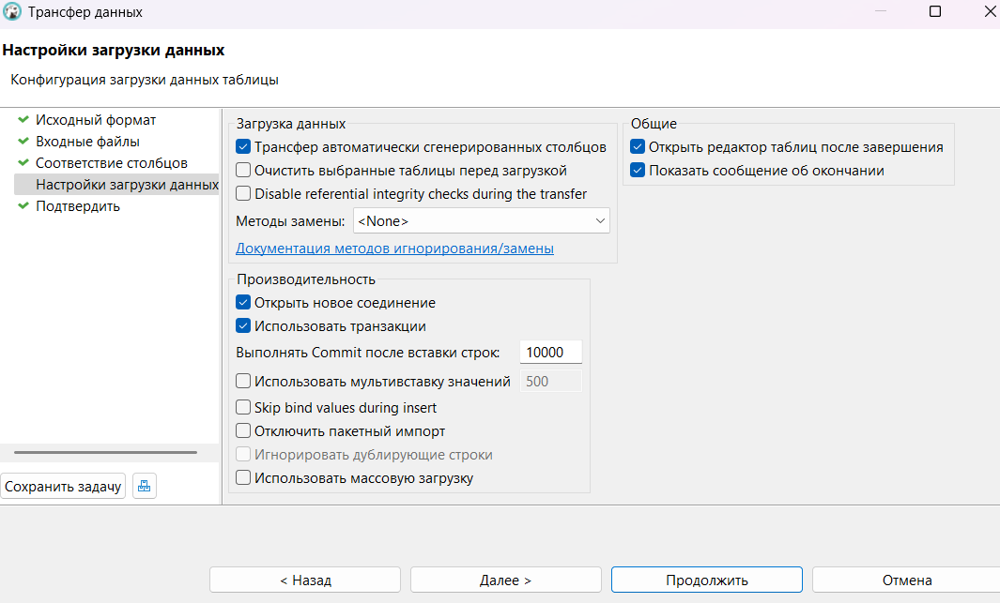 Трансфер данных
Настройки загрузки данных
Конфигурация загрузки данных таблицы
Исходный формат
Входные файлы
Соответствие столбцов
Настройки загрузки данных
Подтвердить
Сохранить задачу
Загрузка данных
Трансфер автоматически сгенерированных столбцов
Очистить выбранные таблицы перед загрузкой
Disable referential integrity checks during the transfer
Методы замены: <None>
Документация методов игнорирования/замены
Производительность
Открыть новое соединение
Использовать транзакции
Выполнять Commit после вставки строк: 10000
Использовать мультивставку значений 500
Skip bind values during insert
Отключить пакетный импорт
Игнорировать дублирующие строки
Использовать массовую загрузку
Общие
Открыть редактор таблиц после завершения
Показать сообщение об окончании
< Назад
Далее >
Продолжить
Отмена